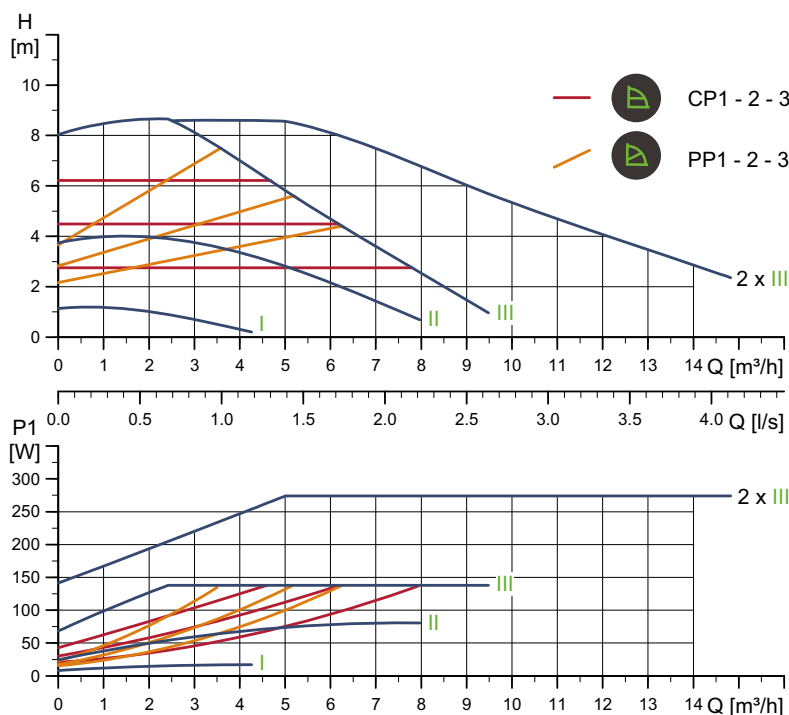 H
[m]
10
8
6
4
2
0
CP1 - 2 - 3
PP1 - 2 - 3
2 x III
III
II
I
0 1 2 3 4 5 6 7 8 9 10 11 12 13 14 Q [m³/h]
0.0 0.5 1.0 1.5 2.0 2.5 3.0 3.5 4.0 Q [l/s]
P1
[W]
300
250
200
150
100
50
0
2 x III
III
II
I
0 1 2 3 4 5 6 7 8 9 10 11 12 13 14 Q [m³/h]